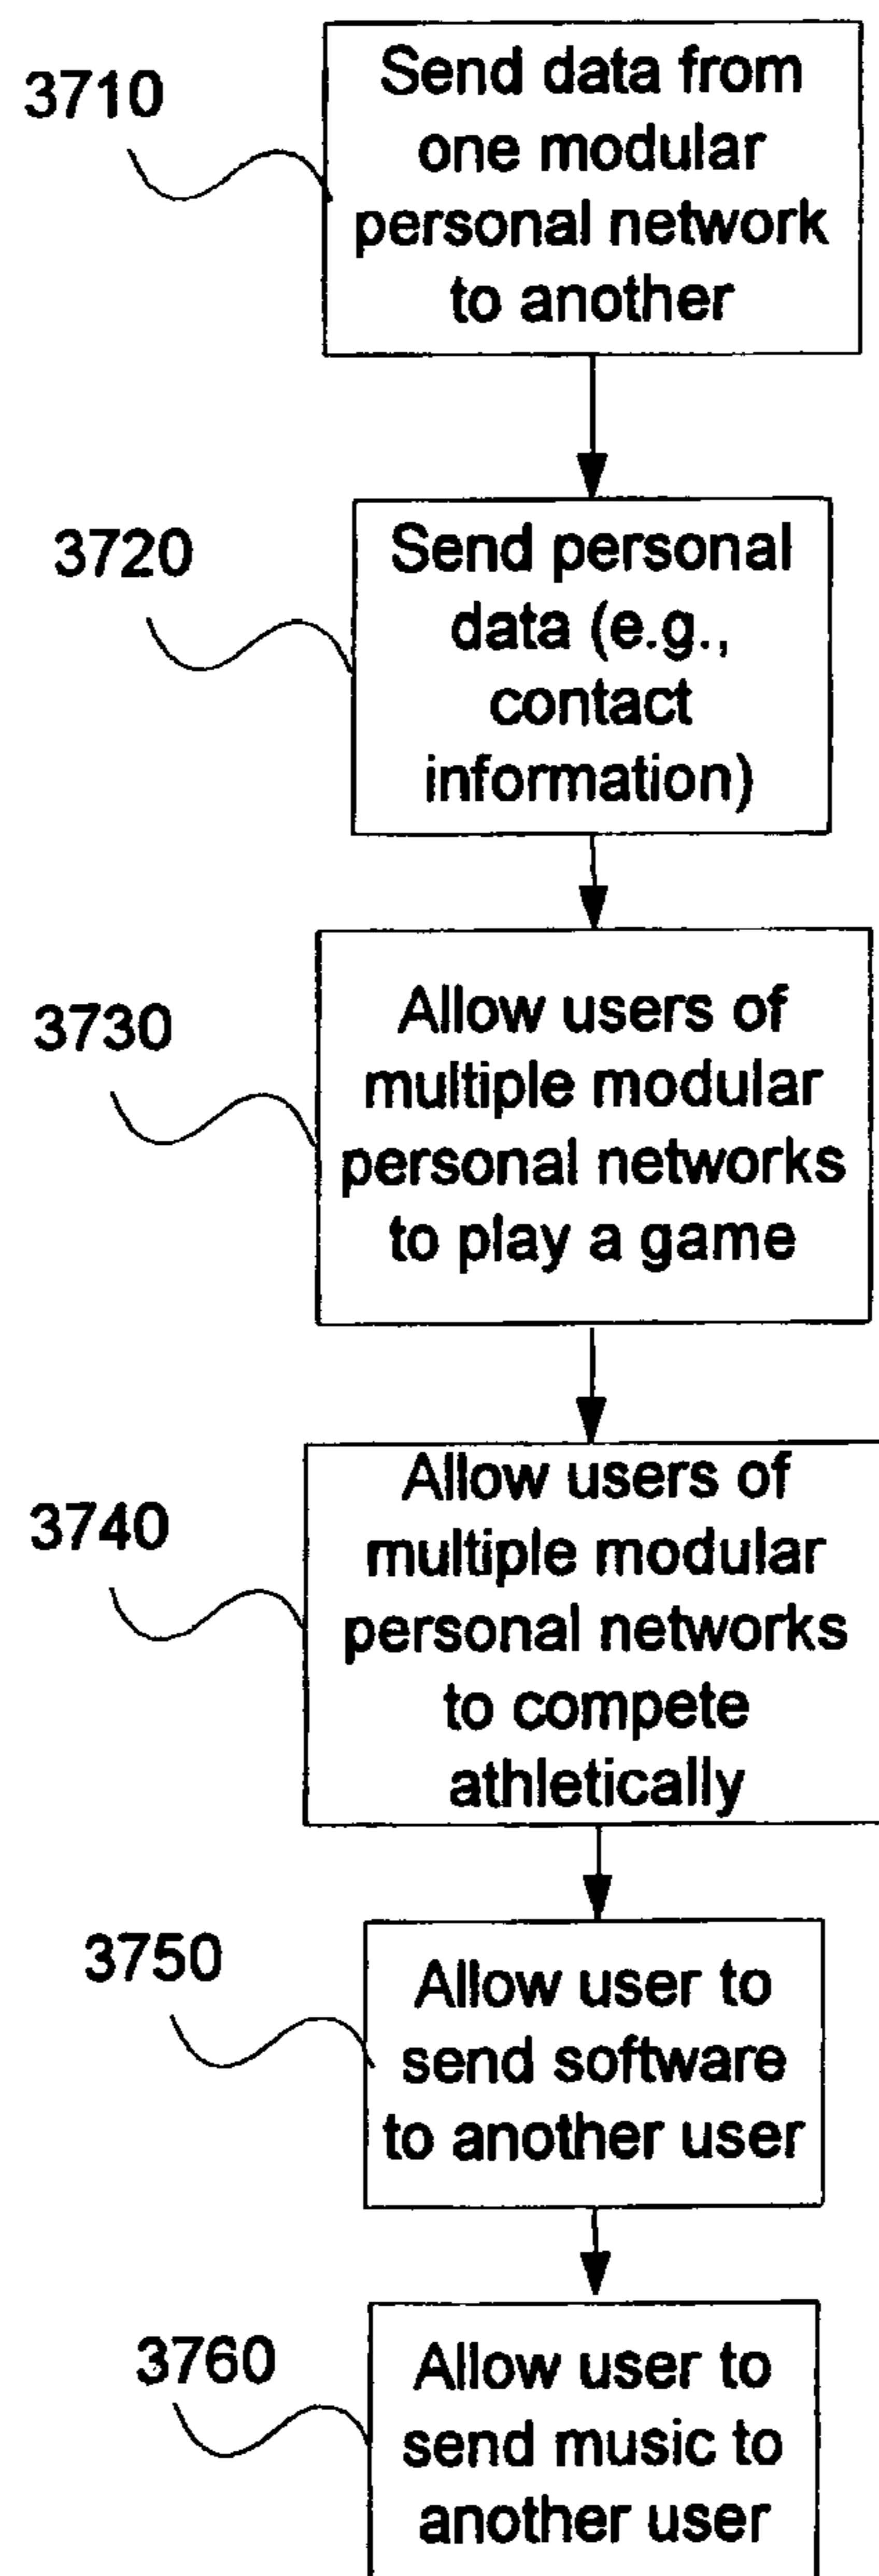 3710
Send data from
one modular
personal network
to another
3720
Send personal
data (e.g.,
contact
information)
3730
Allow users of
multiple modular
personal networks
to play a game
3740
Allow users of
multiple modular
personal networks
to compete
athletically
3750
Allow user to
send software
to another user
3760
Allow user to
send music to
another user